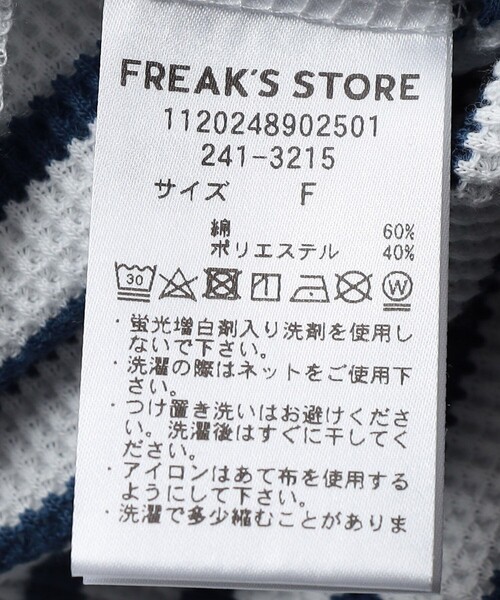 FREAK'S STORE
1120248902501
241-3215
サイズ F
綿 60%
ポリエステル 40%
30 W
・蛍光増白剤入り洗剤を使用し
ないで下さい。
・洗濯の際はネットをご使用下
さい。
・つけ置き洗いはお避けくださ
い。洗濯後はすぐに干してく
ださい。
・アイロンはあて布を使用する
ようにして下さい。
・洗濯で多少縮むことがありま